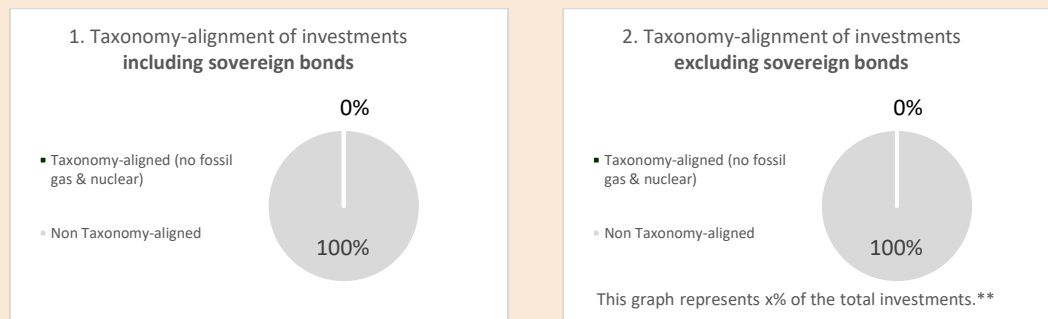 1. Taxonomy-alignment of investments
including sovereign bonds
0%
▪ Taxonomy-aligned (no fossil
gas & nuclear)
▪ Non Taxonomy-aligned
100%
2. Taxonomy-alignment of investments
excluding sovereign bonds
0%
▪ Taxonomy-aligned (no fossil
gas & nuclear)
▪ Non Taxonomy-aligned
100%
This graph represents x% of the total investments.**